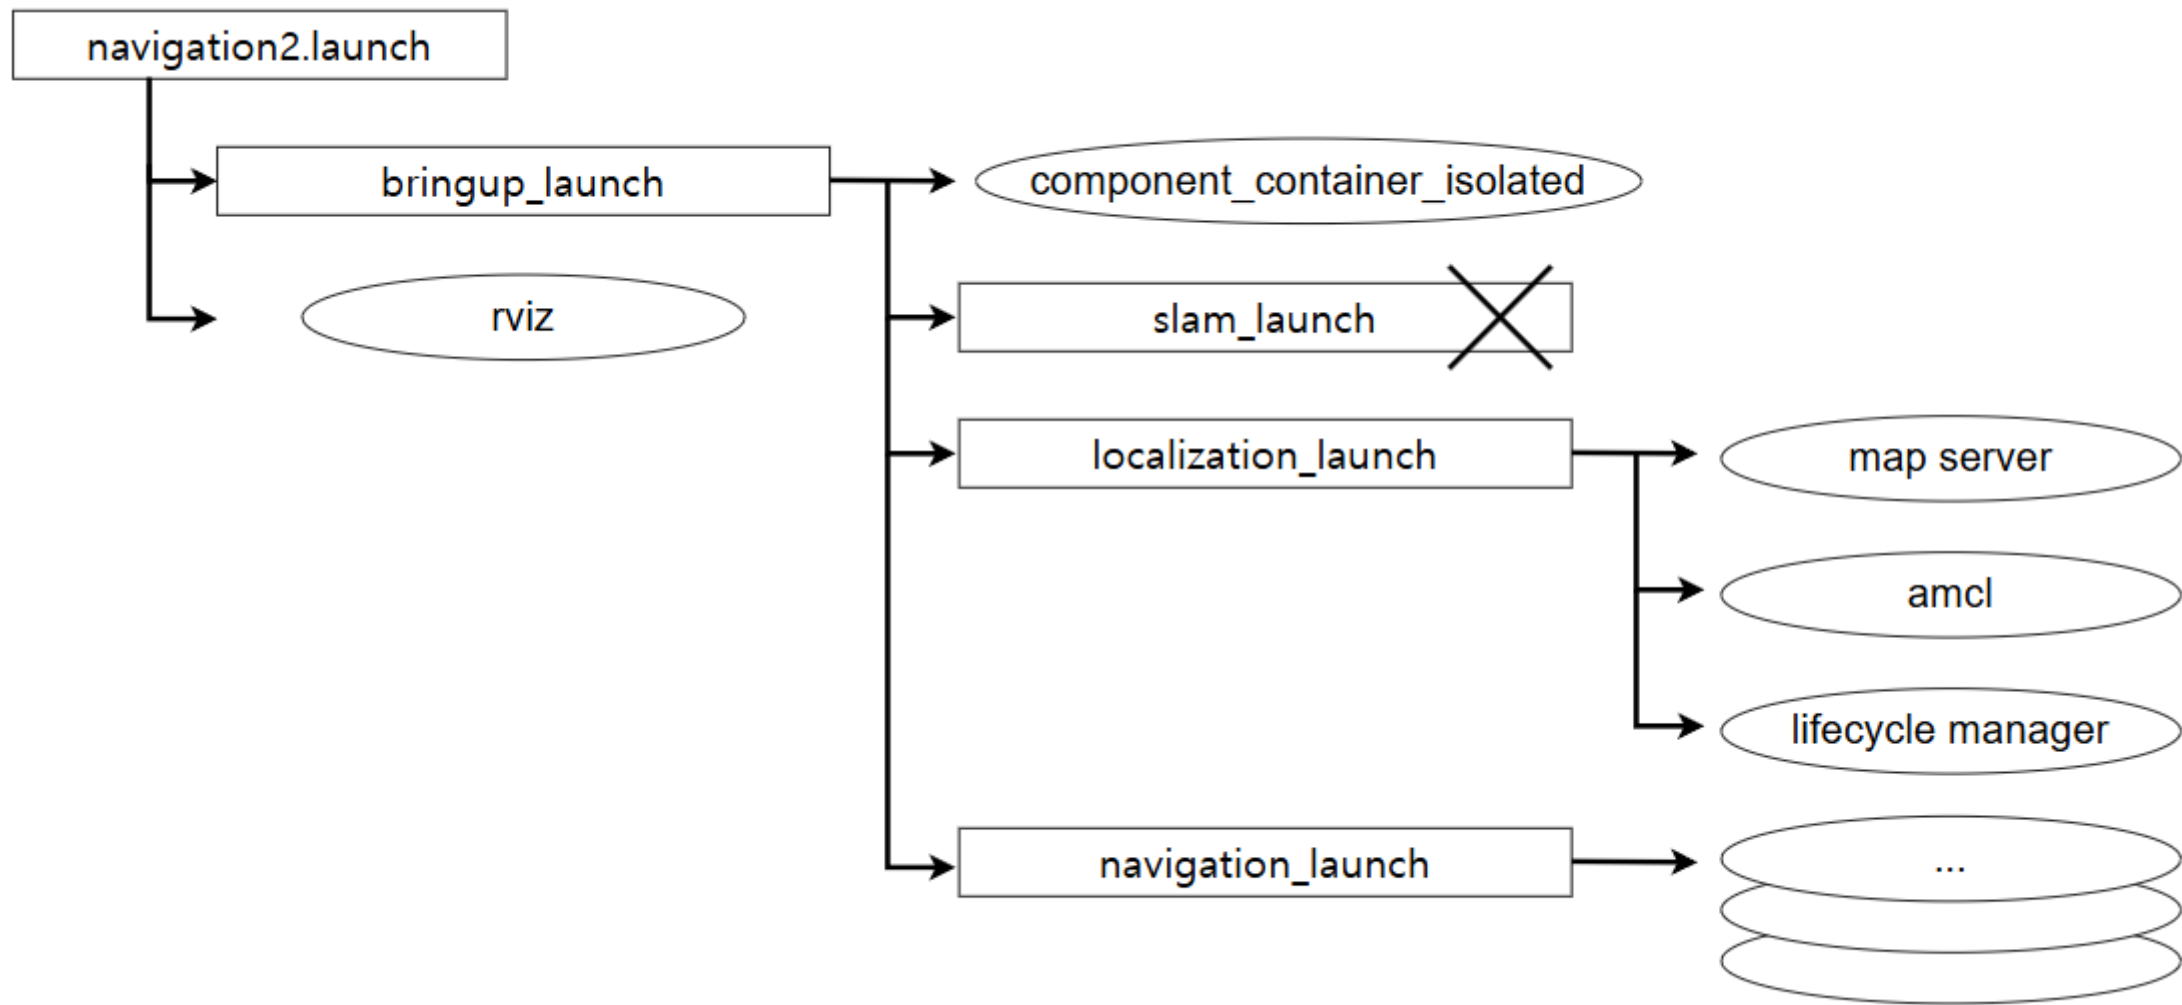 navigation2.launch
bringup_launch
component_container_isolated
rviz
slam_launch
localization_launch
map server
amcl
lifecycle manager
navigation_launch
...